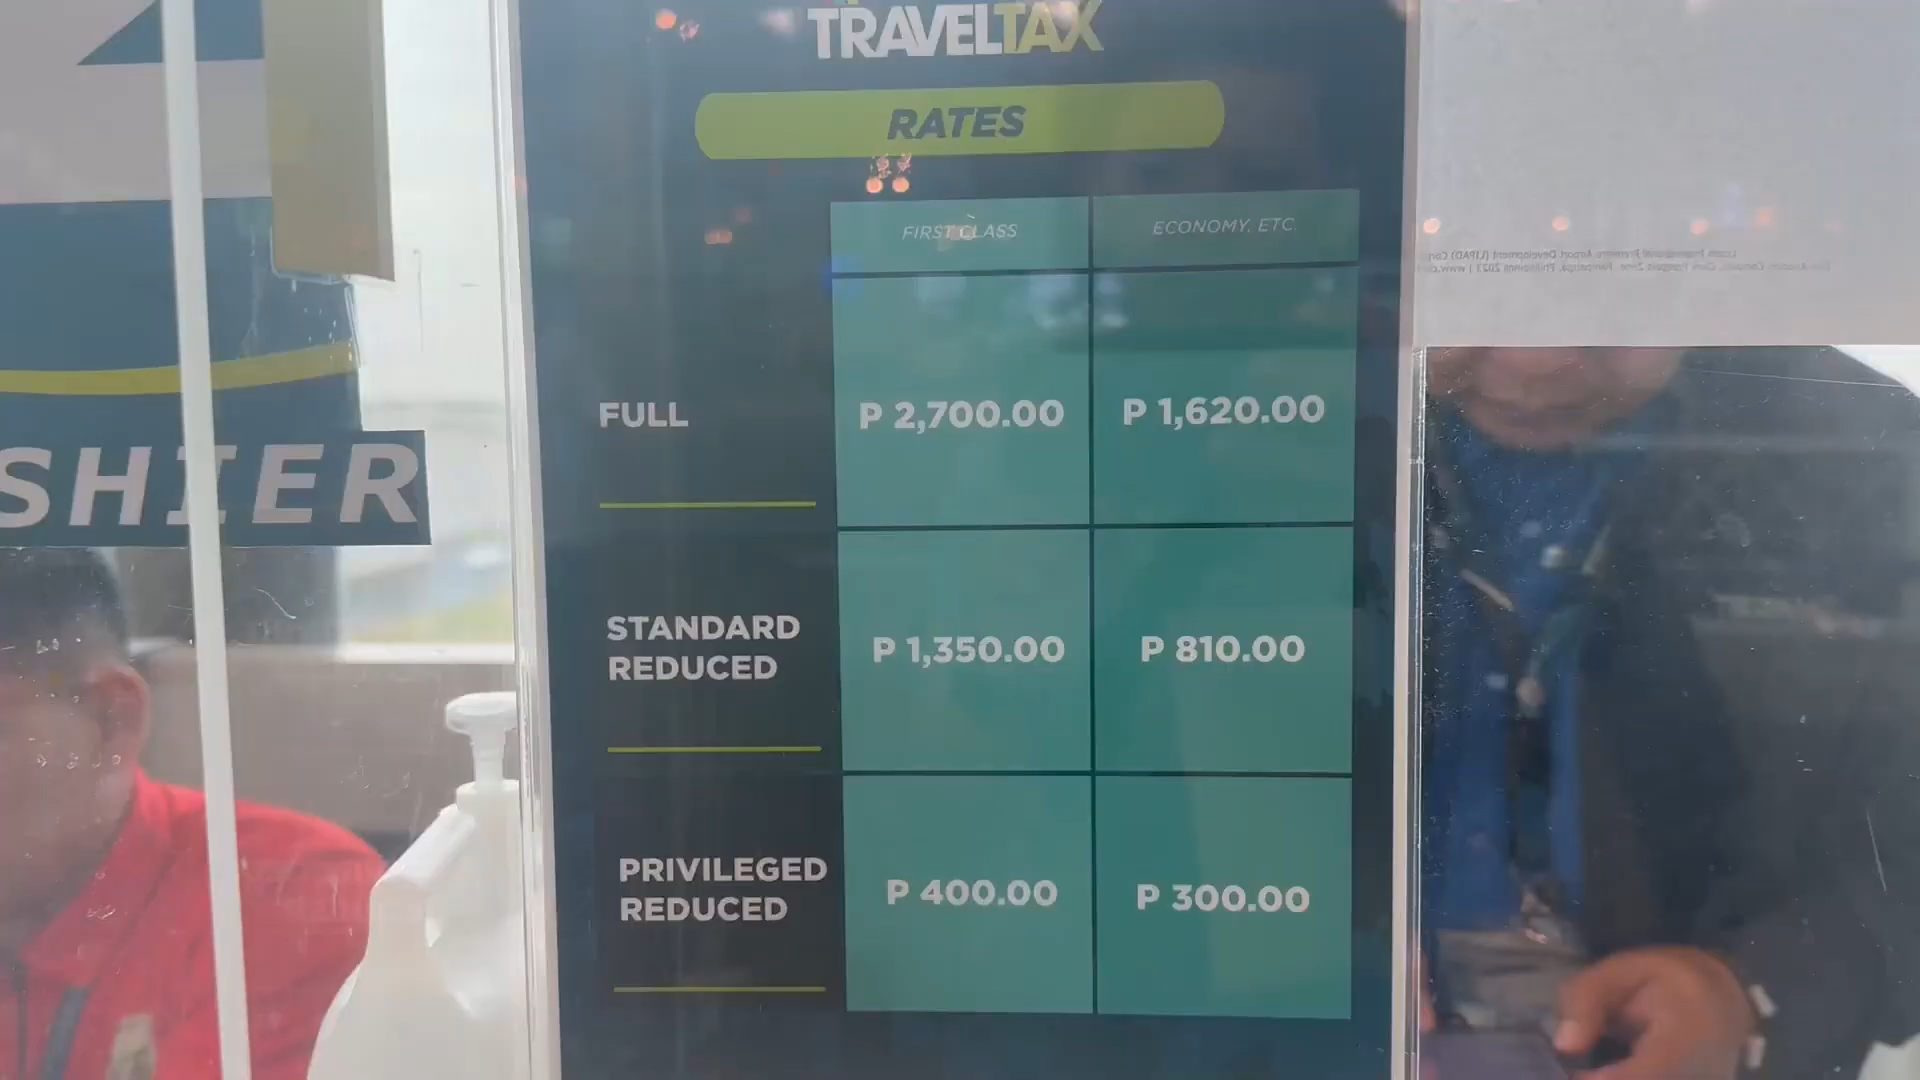 TRAVELTAX
RATES
FIRST CLASS
ECONOMY, ETC.
FULL
P 2,700.00
P 1,620.00
STANDARD
REDUCED
P 1,350.00
P 810.00
PRIVILEGED
REDUCED
P 400.00
P 300.00
SHIER